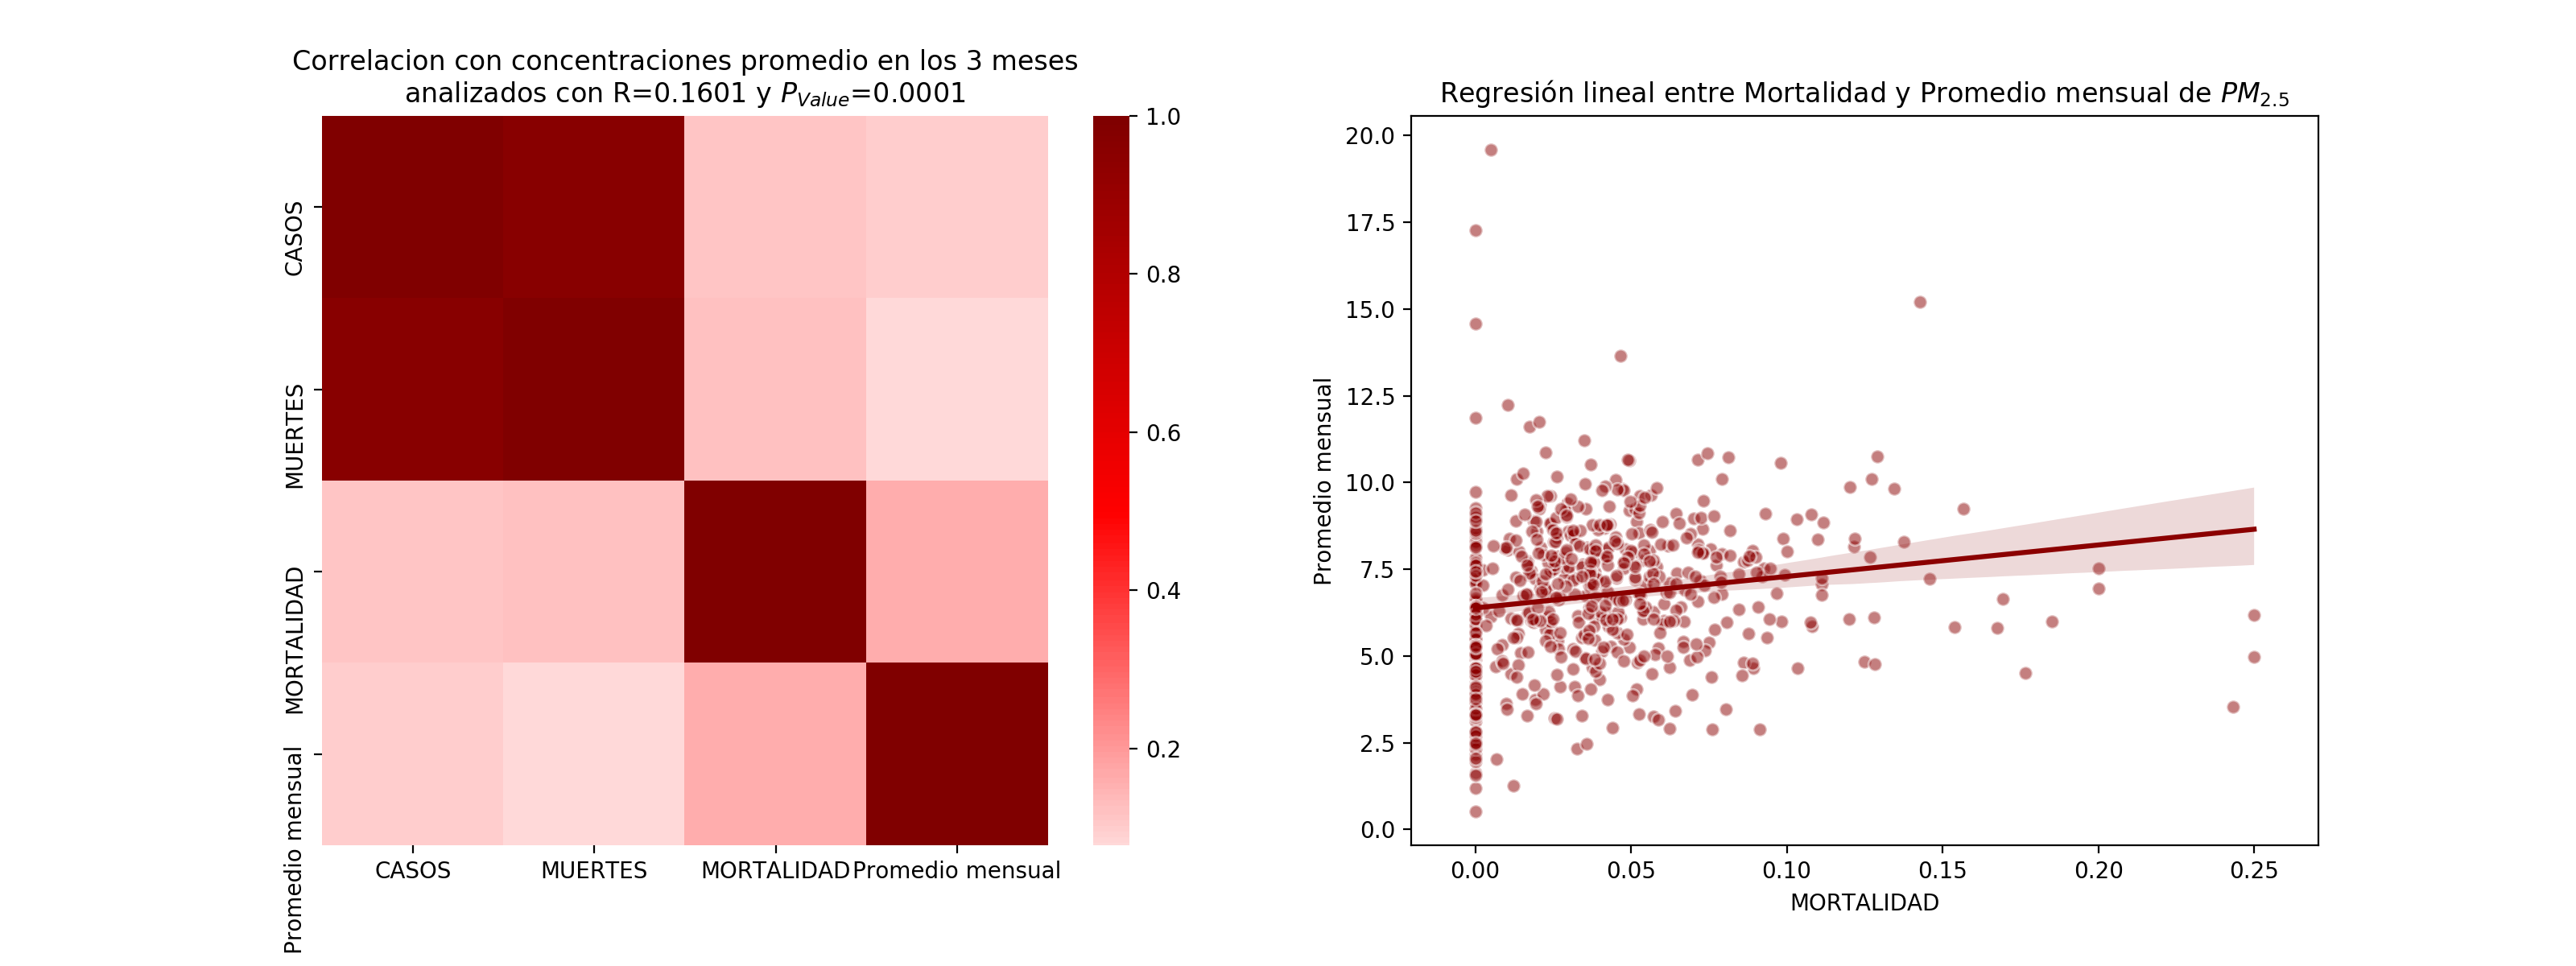 Correlacion con concentraciones promedio en los 3 meses
analizados con R=0.1601 y P_Value=0.0001
CASOS
MUERTES
MORTALIDAD
Promedio mensual
CASOS
MUERTES
MORTALIDAD
Promedio mensual
1.0
0.8
0.6
0.4
0.2
Regresión lineal entre Mortalidad y Promedio mensual de PM_2.5
Promedio mensual
20.0
17.5
15.0
12.5
10.0
7.5
5.0
2.5
0.0
0.00
0.05
0.10
0.15
0.20
0.25
MORTALIDAD